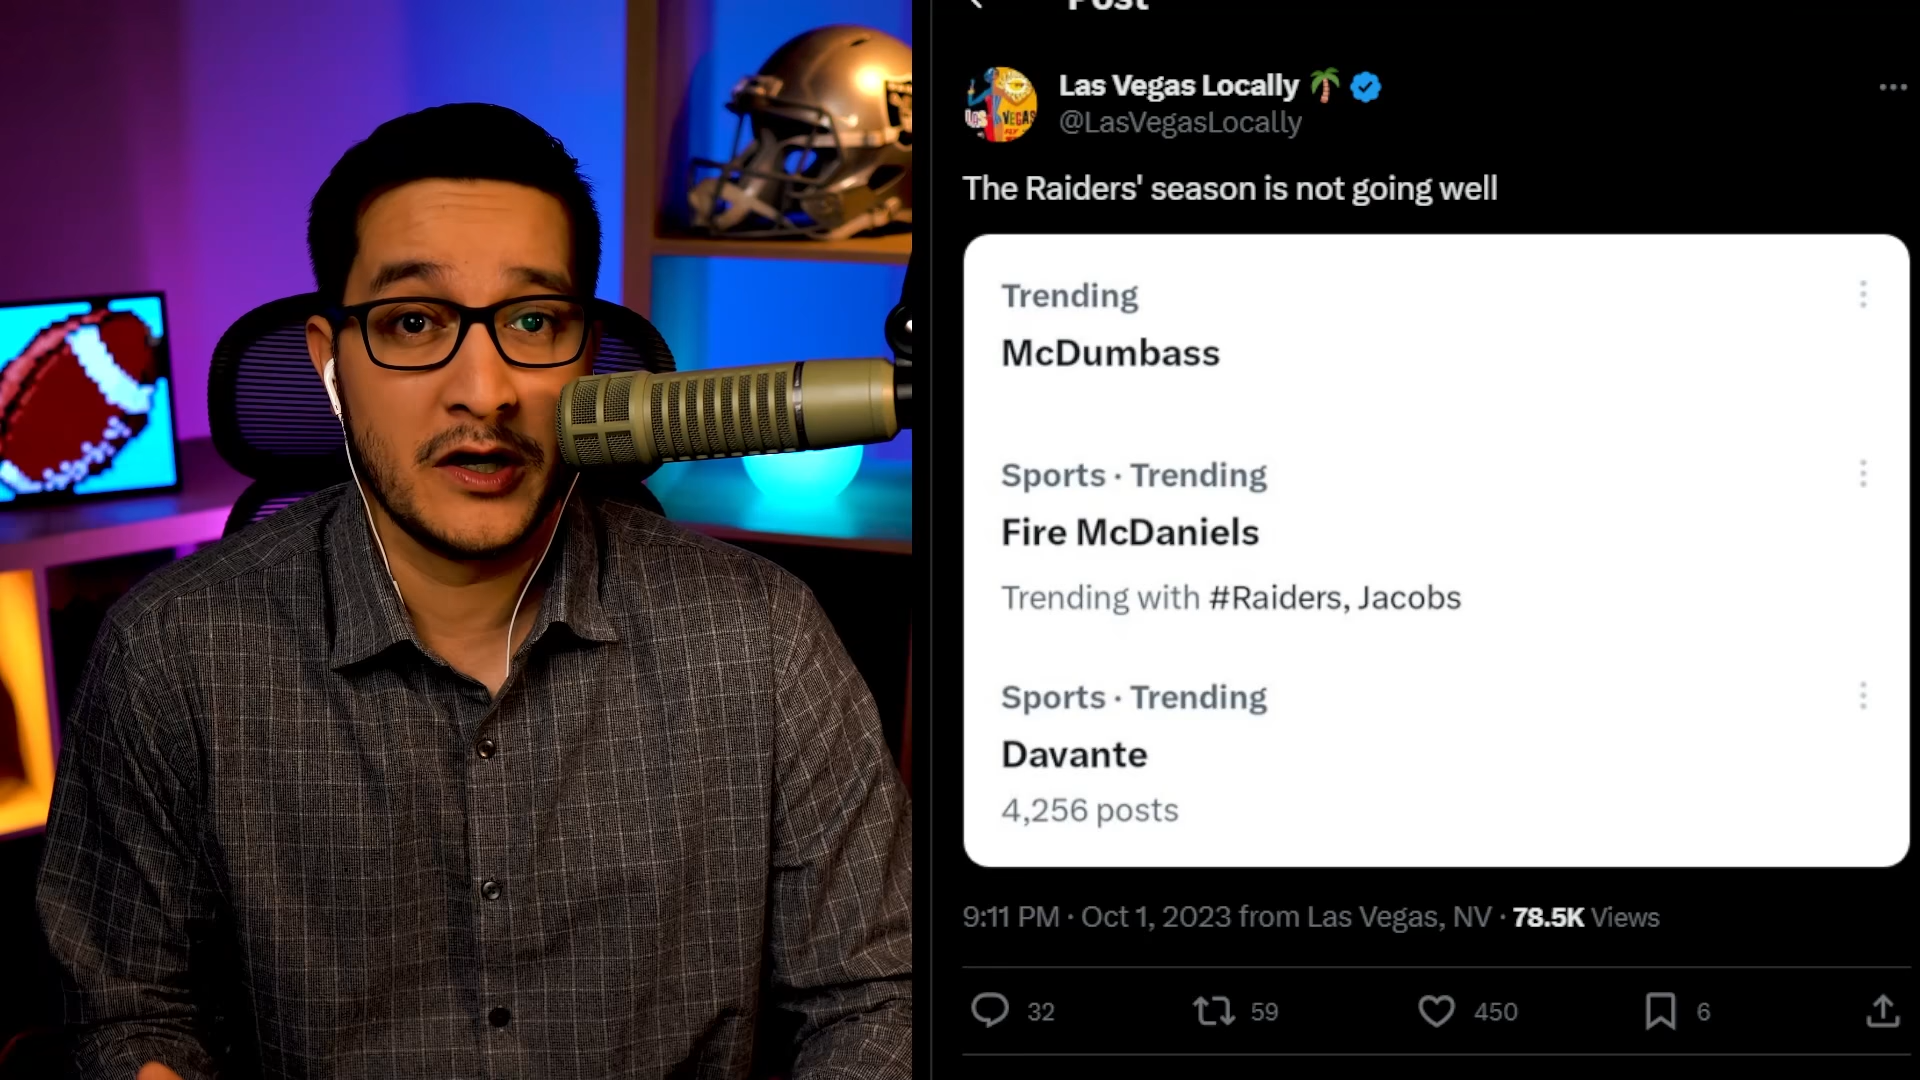 Post
Las Vegas Locally 🌴
@LasVegasLocally
The Raiders' season is not going well
Trending
McDumbass
Sports · Trending
Fire McDaniels
Trending with #Raiders, Jacobs
Sports · Trending
Davante
4,256 posts
9:11 PM · Oct 1, 2023 from Las Vegas, NV · 78.5K Views
32 59 450 6